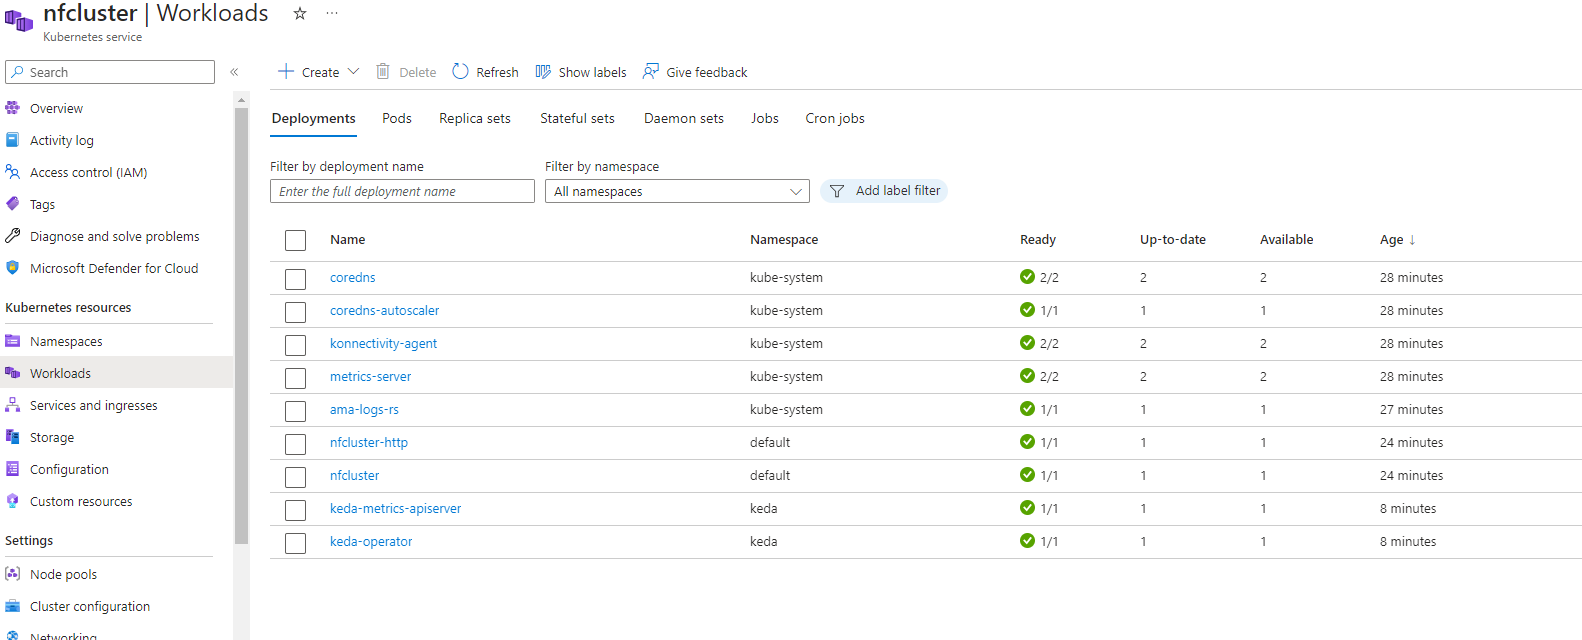 nfcluster | Workloads
Kubernetes service
Search
Overview
Activity log
Access control (IAM)
Tags
Diagnose and solve problems
Microsoft Defender for Cloud
Kubernetes resources
Namespaces
Workloads
Services and ingresses
Storage
Configuration
Custom resources
Settings
Node pools
Cluster configuration
Networking
Create Delete Refresh Show labels Give feedback
Deployments Pods Replica sets Stateful sets Daemon sets Jobs Cron jobs
Filter by deployment name Filter by namespace
Enter the full deployment name All namespaces Add label filter
Name Namespace Ready Up-to-date Available Age ↓
coredns kube-system 2/2 2 2 28 minutes
coredns-autoscaler kube-system 1/1 1 1 28 minutes
konnectivity-agent kube-system 2/2 2 2 28 minutes
metrics-server kube-system 2/2 2 2 28 minutes
ama-logs-rs kube-system 1/1 1 1 27 minutes
nfcluster-http default 1/1 1 1 24 minutes
nfcluster default 1/1 1 1 24 minutes
keda-metrics-apiserver keda 1/1 1 1 8 minutes
keda-operator keda 1/1 1 1 8 minutes